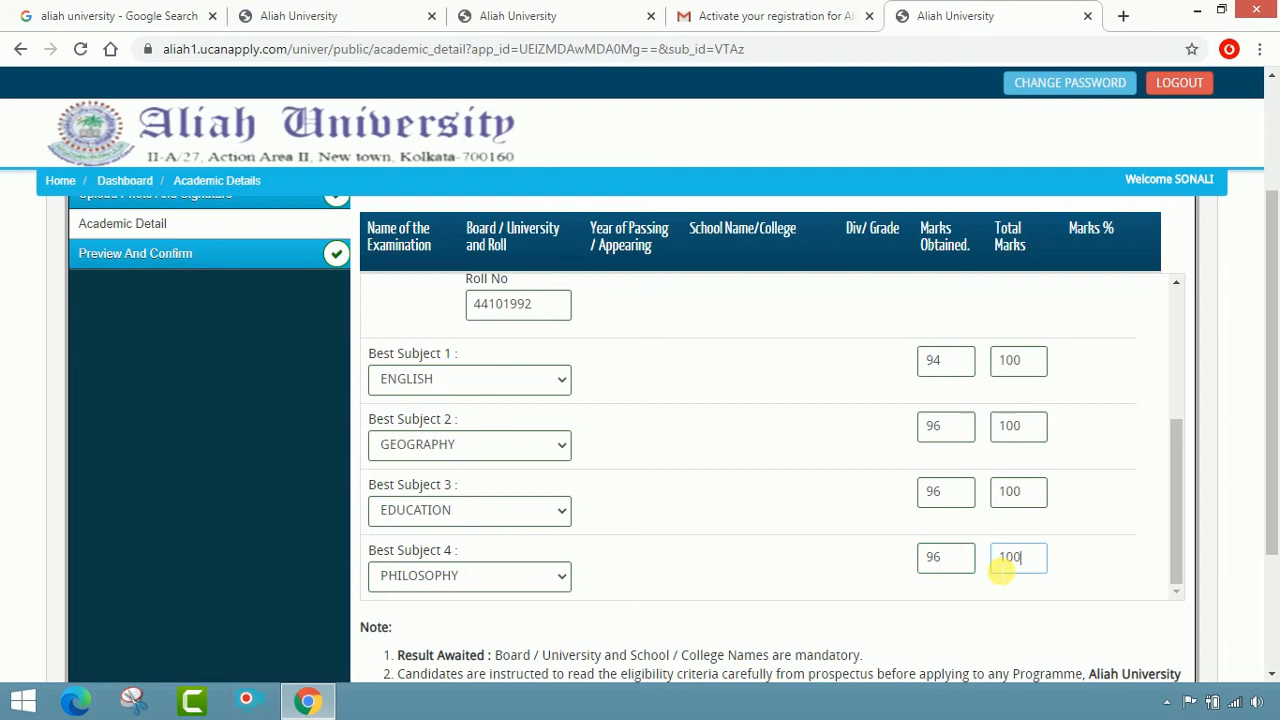 aliah university - Google Search
Aliah University
Aliah University
Activate your registration for Al
Aliah University
aliah1.ucanapply.com/univer/public/academic_detail?app_id=UElZMDAwMDA0Mg==&sub_id=VTAz
CHANGE PASSWORD
LOGOUT
Aliah University
II-A/27, Action Area II, New town, Kolkata-700160
Home / Dashboard / Academic Details
Welcome SONALI
Upload Photo And Signature
Academic Detail
Preview And Confirm
Name of the Examination
Board / University and Roll
Year of Passing / Appearing
School Name/College
Div/ Grade
Marks Obtained.
Total Marks
Marks %
Roll No
44101992
Best Subject 1 :
ENGLISH
94
100
Best Subject 2 :
GEOGRAPHY
96
100
Best Subject 3 :
EDUCATION
96
100
Best Subject 4 :
PHILOSOPHY
96
100
Note:
1. Result Awaited : Board / University and School / College Names are mandatory.
2. Candidates are instructed to read the eligibility criteria carefully from prospectus before applying to any Programme, Aliah University